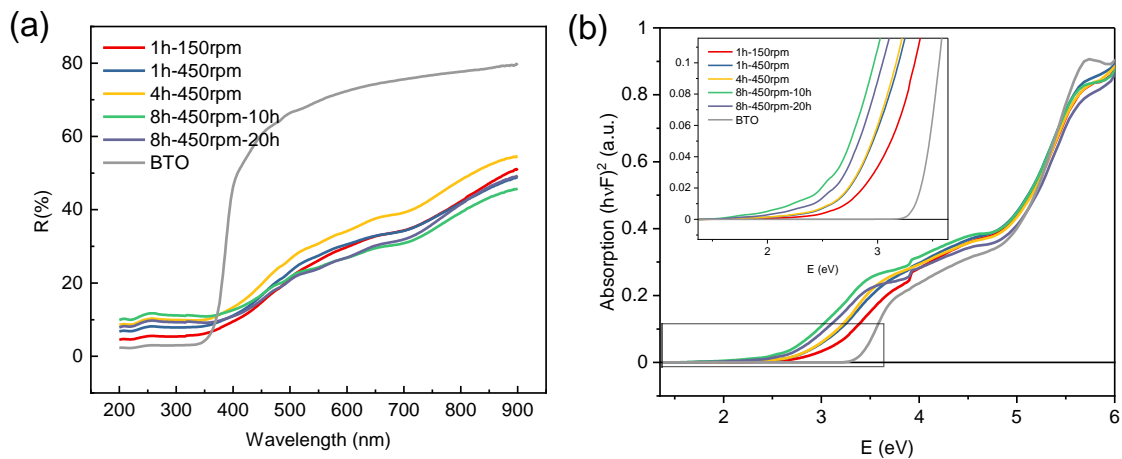 (a)
1h-150rpm
1h-450rpm
4h-450rpm
8h-450rpm-10h
8h-450rpm-20h
BTO
80
60
40
20
0
R(%)
200 300 400 500 600 700 800 900
Wavelength (nm)
(b)
1
0.8
0.6
0.4
0.2
0
Absorption (hνF)² (a.u.)
1h-150rpm
1h-450rpm
4h-450rpm
8h-450rpm-10h
8h-450rpm-20h
BTO
0.1
0.08
0.06
0.04
0.02
0
2 3
E (eV)
2 3 4 5 6
E (eV)